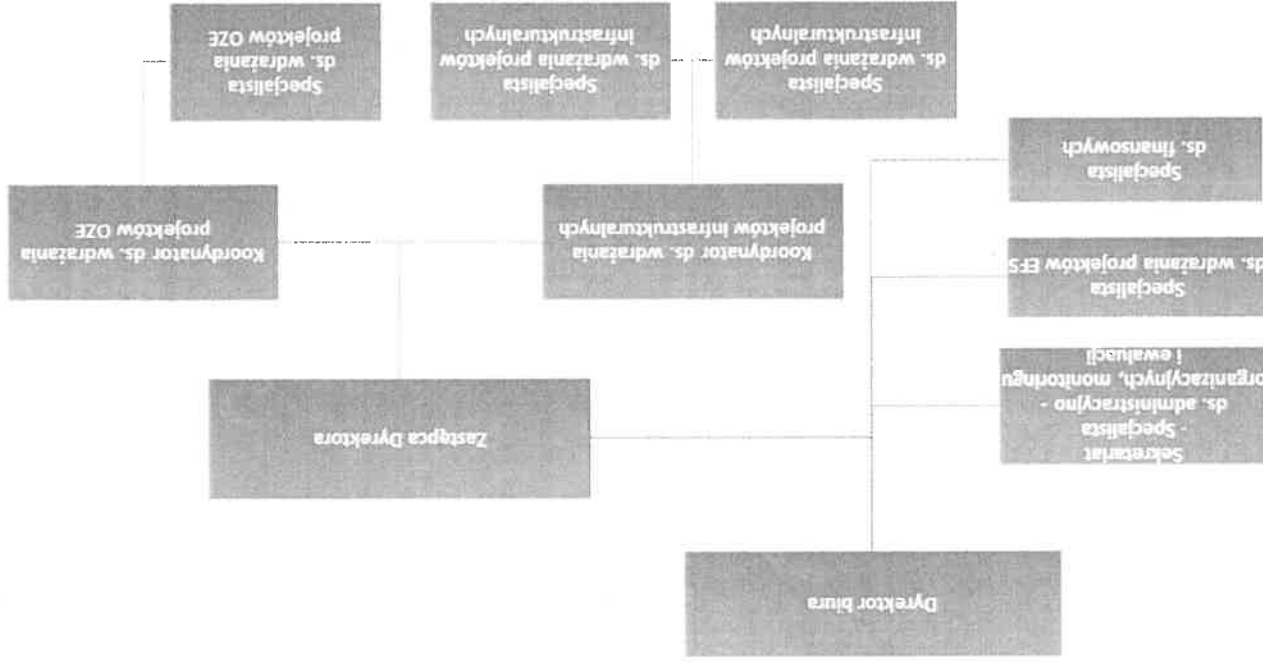 Dyrektor biura
Sekretariat
- Specjalista
ds. administracyjno -
organizacyjnych, monitoringu
i ewaluacji
Zastępca Dyrektora
Specjalista
ds. wdrażania projektów EFS
Koordynator ds. wdrażania
projektów infrastrukturalnych
Koordynator ds. wdrażania
projektów OZE
Specjalista
ds. finansowych
Specjalista
ds. wdrażania projektów
infrastrukturalnych
Specjalista
ds. wdrażania projektów
infrastrukturalnych
Specjalista
ds. wdrażania
projektów OZE